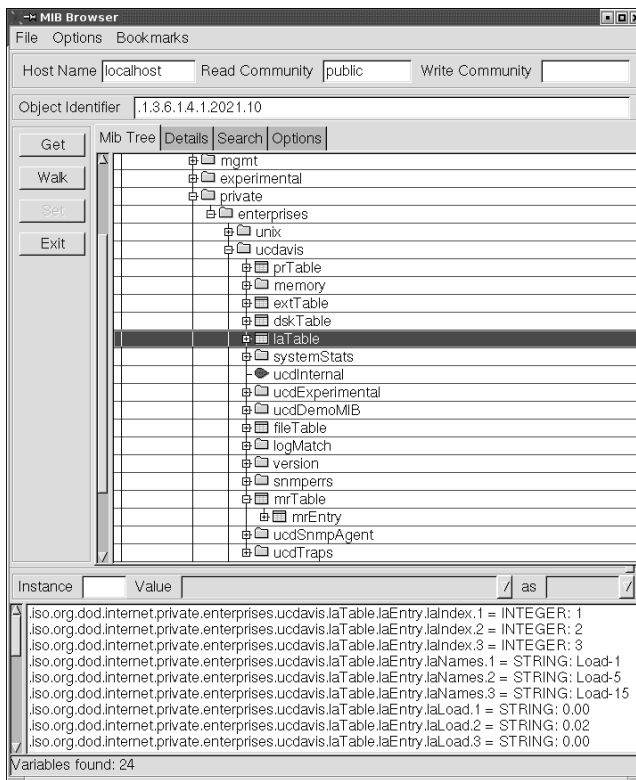 MIB Browser
File Options Bookmarks
Host Name localhost Read Community public Write Community
Object Identifier .1.3.6.1.4.1.2021.10
Get
Walk
Set
Exit
Mib Tree Details Search Options
mgmt
experimental
private
enterprises
unix
ucdavis
prTable
memory
extTable
dskTable
laTable
systemStats
ucdInternal
ucdExperimental
ucdDemoMIB
fileTable
logMatch
version
snmperrs
mrTable
mrEntry
ucdSnmpAgent
ucdTraps
Instance Value as
.iso.org.dod.internet.private.enterprises.ucdavis.laTable.laEntry.laIndex.1 = INTEGER: 1
.iso.org.dod.internet.private.enterprises.ucdavis.laTable.laEntry.laIndex.2 = INTEGER: 2
.iso.org.dod.internet.private.enterprises.ucdavis.laTable.laEntry.laIndex.3 = INTEGER: 3
.iso.org.dod.internet.private.enterprises.ucdavis.laTable.laEntry.laNames.1 = STRING: Load-1
.iso.org.dod.internet.private.enterprises.ucdavis.laTable.laEntry.laNames.2 = STRING: Load-5
.iso.org.dod.internet.private.enterprises.ucdavis.laTable.laEntry.laNames.3 = STRING: Load-15
.iso.org.dod.internet.private.enterprises.ucdavis.laTable.laEntry.laLoad.1 = STRING: 0.00
.iso.org.dod.internet.private.enterprises.ucdavis.laTable.laEntry.laLoad.2 = STRING: 0.02
.iso.org.dod.internet.private.enterprises.ucdavis.laTable.laEntry.laLoad.3 = STRING: 0.00
Variables found: 24